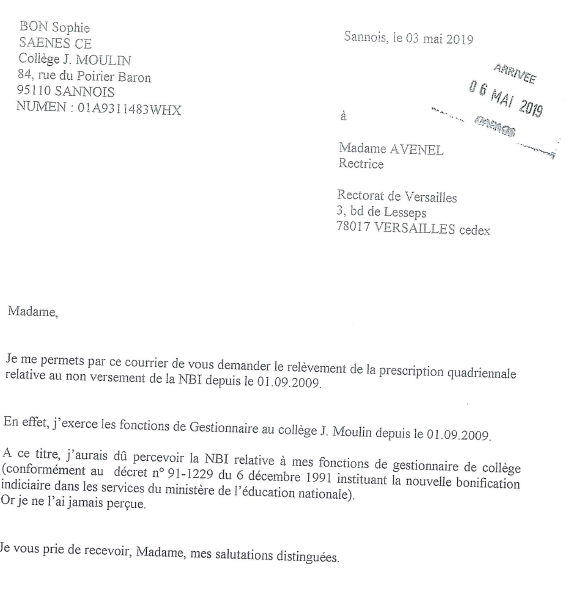 BON Sophie
SAENES CE
Collège J. MOULIN
84, rue du Poirier Baron
95110 SANNOIS
NUMEN : 01A9311483WHX
Sannois, le 03 mai 2019
ARRIVEE
06 MAI 2019
à
Madame AVENEL
Rectrice
Rectorat de Versailles
3, bd de Lesseps
78017 VERSAILLES cedex
Madame,
Je me permets par ce courrier de vous demander le relèvement de la prescription quadriennale
relative au non versement de la NBI depuis le 01.09.2009.
En effet, j'exerce les fonctions de Gestionnaire au collège J. Moulin depuis le 01.09.2009.
A ce titre, j'aurais dû percevoir la NBI relative à mes fonctions de gestionnaire de collège
(conformément au décret n° 91-1229 du 6 décembre 1991 instituant la nouvelle bonification
indiciaire dans les services du ministère de l'éducation nationale).
Or je ne l'ai jamais perçue.
Je vous prie de recevoir, Madame, mes salutations distinguées.